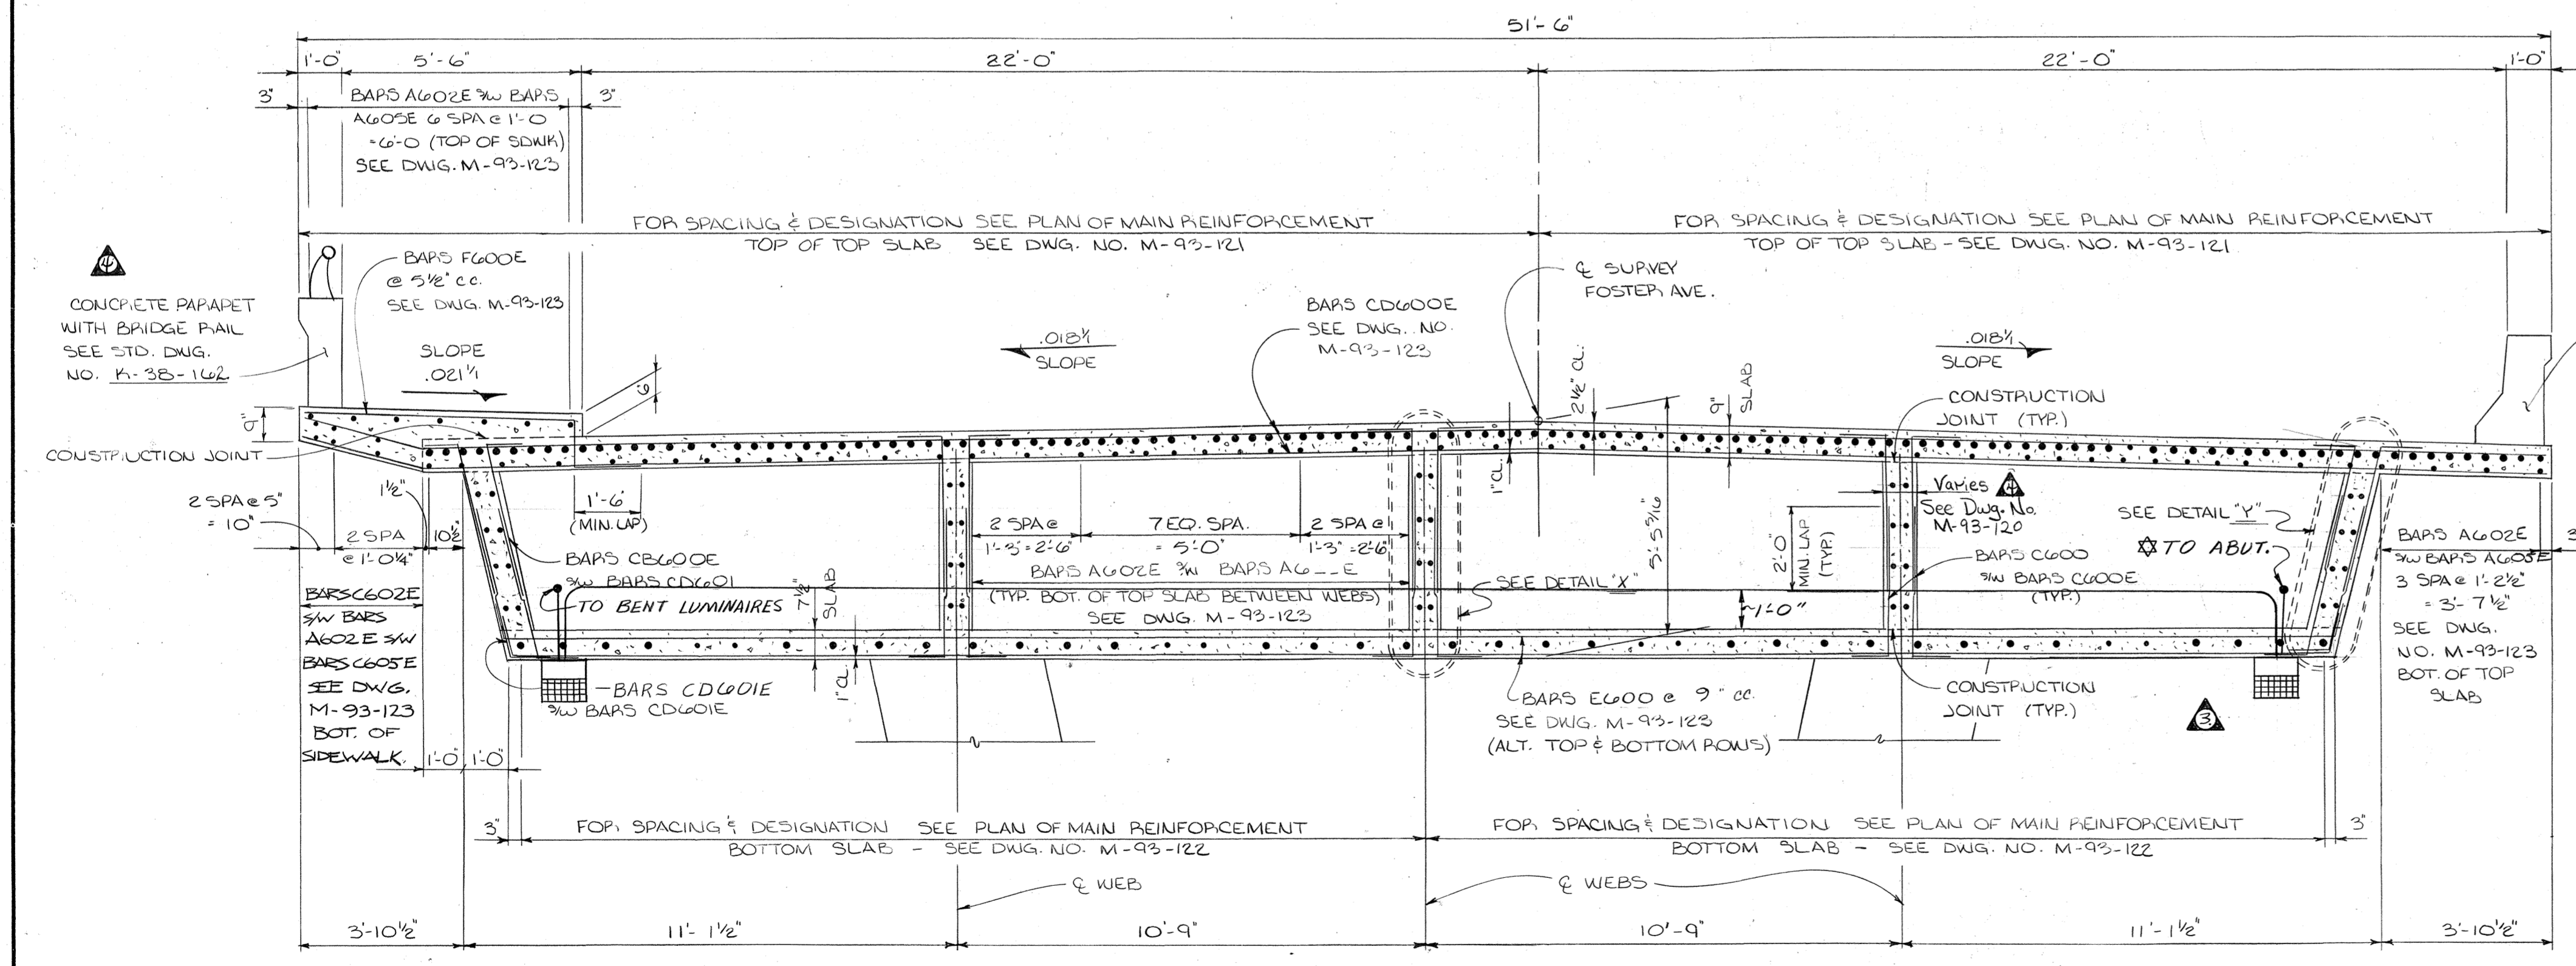 51'-6"
1'-0"
5'-6"
22'-0"
22'-0"
1'-0"
3"
BARS A602E S/W BARS
3"
A605E 6 SPA @ 1'-0
=6'-0 (TOP OF SDWK)
SEE DWG. M-93-123
FOR SPACING & DESIGNATION SEE PLAN OF MAIN REINFORCEMENT
TOP OF TOP SLAB SEE DWG. NO. M-93-121
FOR SPACING & DESIGNATION SEE PLAN OF MAIN REINFORCEMENT
TOP OF TOP SLAB - SEE DWG. NO. M-93-121
4
CONCRETE PARAPET
WITH BRIDGE RAIL
SEE STD. DWG.
NO. K-38-162
BARS F600E
@ 5½" CC.
SEE DWG. M-93-123
SLOPE
.021'/1
.018'/1
SLOPE
BARS CD600E
SEE DWG. NO.
M-93-123
℄ SURVEY
FOSTER AVE.
.018'/1
SLOPE
6"
9"
2½" CL.
9"
SLAB
CONSTRUCTION
JOINT (TYP.)
CONSTRUCTION JOINT
1½"
2 SPA @ 5"
= 10"
2 SPA
@ 1'-0¼"
10½
1'-6"
(MIN. LAP)
2 SPA @
1'-3"=2'-6"
7 EQ. SPA.
= 5'-0"
2 SPA @
1'-3"=2'-6"
1" CL.
5'-5 5/16"
2'-0"
MIN. LAP
(TYP.)
Varies 4
See Dwg. No.
M-93-120
SEE DETAIL "Y"
✡ TO ABUT.
BARS CB600E
S/W BARS CD601
TO BENT LUMINAIRES
7½"
SLAB
BARS A602E S/W BARS A6__E
(TYP. BOT. OF TOP SLAB BETWEEN WEBS)
SEE DWG. M-93-123
SEE DETAIL "X"
~1'-0"
BARS C600
S/W BARS C600E
(TYP.)
BARS A602E
S/W BARS A605E
3 SPA @ 1'-2½"
= 3'-7½"
SEE DWG.
NO. M-93-123
BOT. OF TOP
SLAB
3
BARS C602E
S/W BARS
A602E S/W
BARS C605E
SEE DWG.
M-93-123
BOT. OF
SIDEWALK.
BARS CD601E
S/W BARS CD601E
1" CL.
BARS E600 @ 9" CC.
SEE DWG. M-93-123
(ALT. TOP & BOTTOM ROWS)
CONSTRUCTION
JOINT (TYP.)
3
1'-0"
1'-0"
3"
FOR SPACING & DESIGNATION SEE PLAN OF MAIN REINFORCEMENT
BOTTOM SLAB - SEE DWG. NO. M-93-122
FOR SPACING & DESIGNATION SEE PLAN OF MAIN REINFORCEMENT
BOTTOM SLAB - SEE DWG. NO. M-93-122
3"
℄ WEB
℄ WEBS
3'-10½"
11'-1½"
10'-9"
10'-9"
11'-1½"
3'-10½"